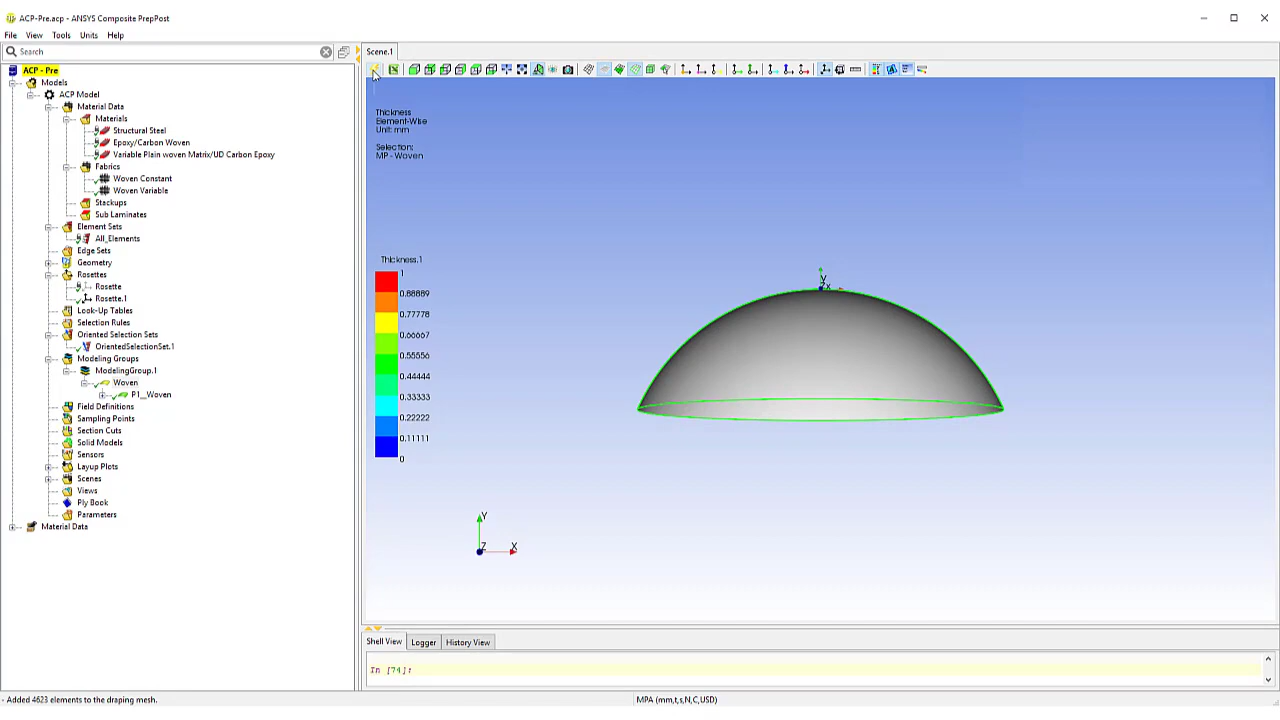 ACP-Pre.acp - ANSYS Composite PrepPost
File View Tools Units Help
Search
Scene.1
ACP - Pre
Models
ACP Model
Material Data
Materials
Structural Steel
Epoxy/Carbon Woven
Variable Plain woven Matrix/UD Carbon Epoxy
Fabrics
Woven Constant
Woven Variable
Stackups
Sub Laminates
Element Sets
All_Elements
Edge Sets
Geometry
Rosettes
Rosette
Rosette.1
Look-Up Tables
Selection Rules
Oriented Selection Sets
OrientedSelectionSet.1
Modeling Groups
ModelingGroup.1
Woven
P1__Woven
Field Definitions
Sampling Points
Section Cuts
Solid Models
Sensors
Layup Plots
Scenes
Views
Ply Book
Parameters
Material Data
Thickness
Element-Wise
Unit: mm
Selection:
MP - Woven
Thickness.1
1
0.88889
0.77778
0.66667
0.55556
0.44444
0.33333
0.22222
0.11111
0
Y
Zx
Y
Z X
Shell View Logger History View
In [74]:
- Added 4623 elements to the draping mesh.
MPA (mm,t,s,N,C,USD)